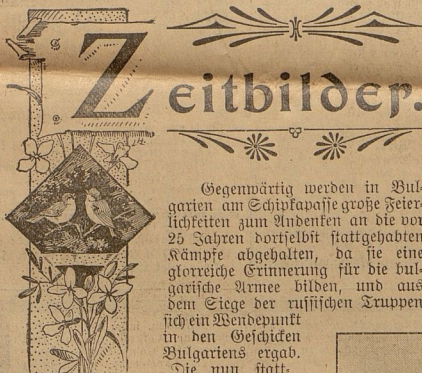 Zeitbilder.
Gegenwärtig werden in Bul-
garien am Schipkapasse große Feier-
lichkeiten zum Andenken an die vor
25 Jahren dortselbst stattgehabten
Kämpfe abgehalten, da sie eine
glorreiche Erinnerung für die bul-
garische Armee bilden, und aus
dem Siege der russischen Truppen
sich ein Wendepunkt
in den Geschicken
Bulgariens ergab.
Die nun statt-